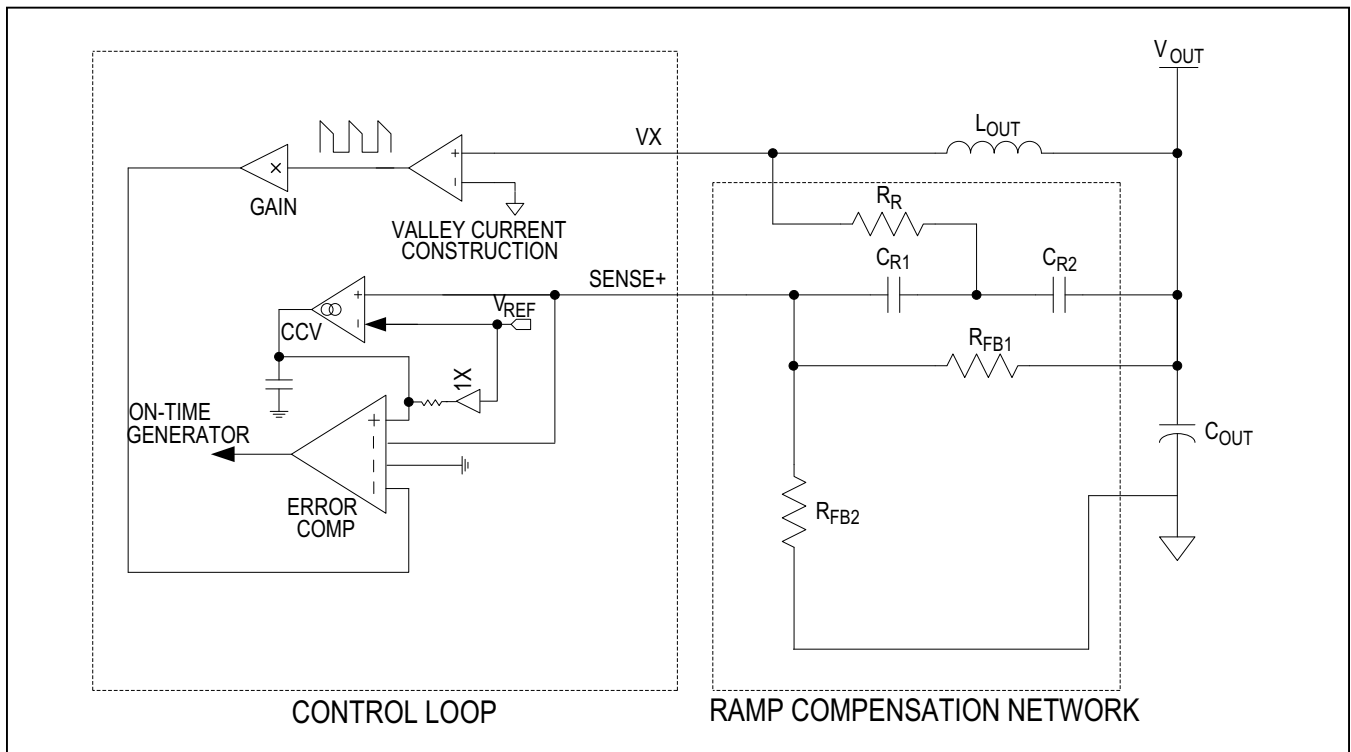 V_OUT
L_OUT
VX
×
GAIN
+
-
VALLEY CURRENT
CONSTRUCTION
R_R
C_R1
C_R2
SENSE+
+
-
V_REF
CCV
R_FB1
1X
ON-TIME
GENERATOR
+
-
-
-
C_OUT
ERROR
COMP
R_FB2
CONTROL LOOP
RAMP COMPENSATION NETWORK